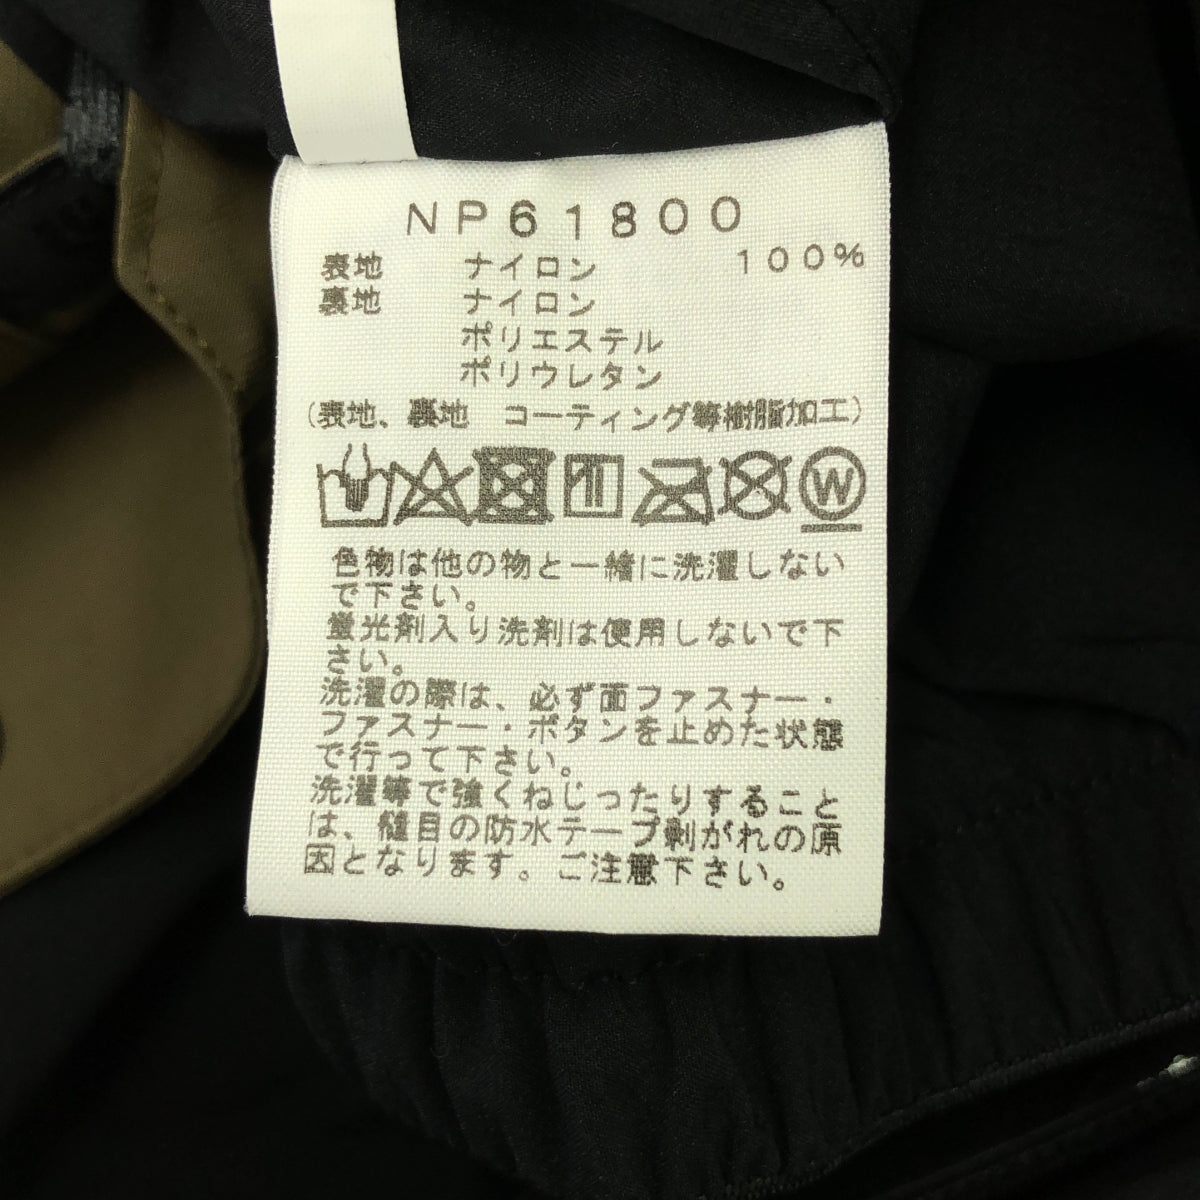 NP61800
表地 ナイロン 100%
裏地 ナイロン
ポリエステル
ポリウレタン
(表地、裏地 コーティング等樹脂加工)
W
色物は他の物と一緒に洗濯しない
で下さい。
蛍光剤入り洗剤は使用しないで下
さい。
洗濯の際は、必ず面ファスナー・
ファスナー・ボタンを止めた状態
で行って下さい。
洗濯等で強くねじったりすること
は、縫目の防水テープ剥がれの原
因となります。ご注意下さい。